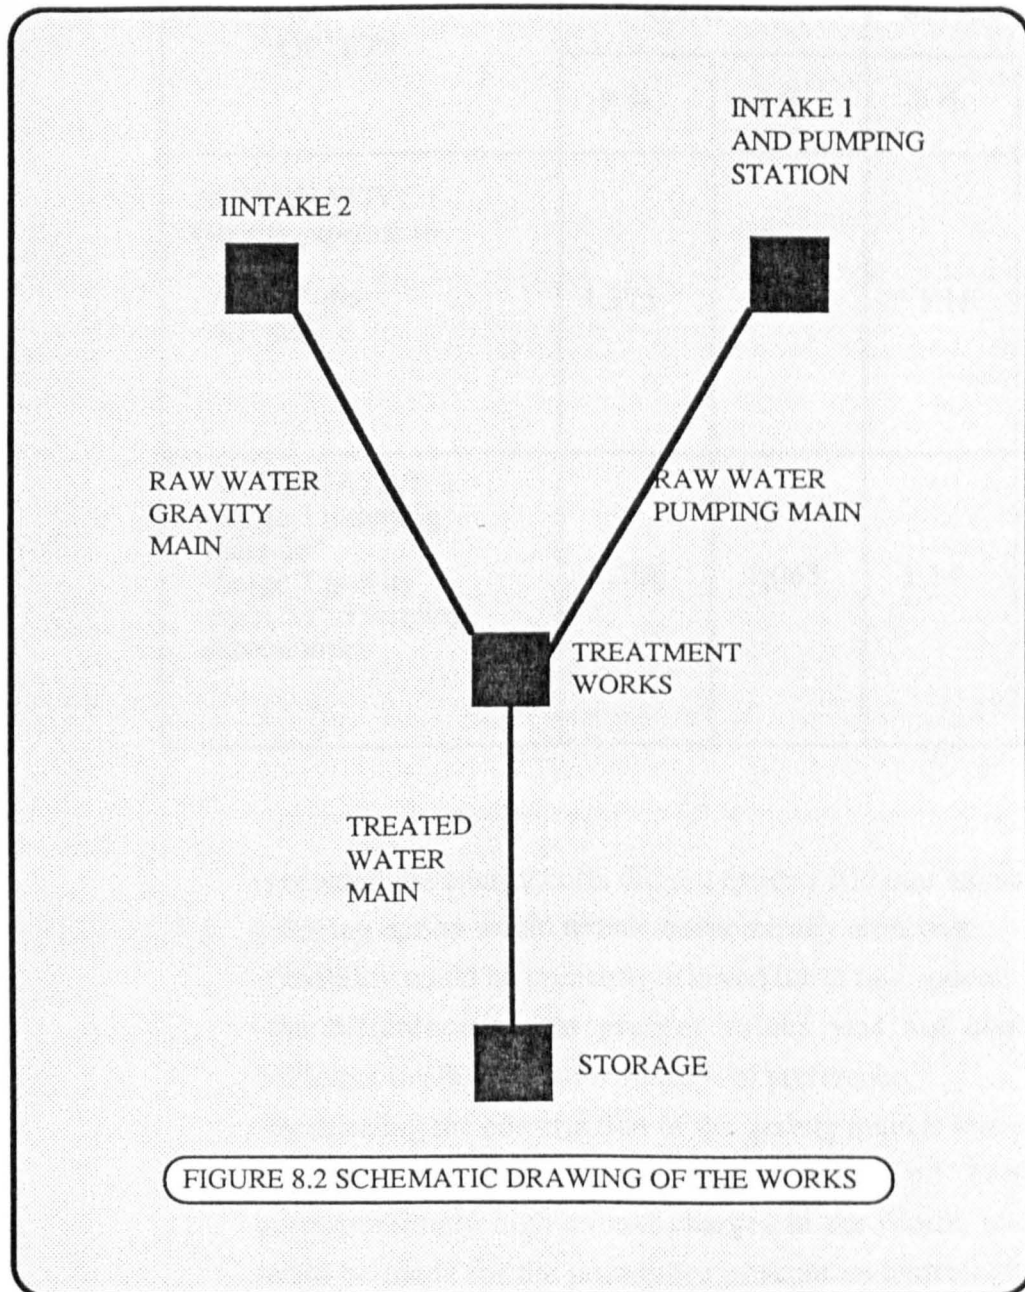 INTAKE 1
AND PUMPING
STATION
IINTAKE 2
RAW WATER
GRAVITY
MAIN
RAW WATER
PUMPING MAIN
TREATMENT
WORKS
TREATED
WATER
MAIN
STORAGE
FIGURE 8.2 SCHEMATIC DRAWING OF THE WORKS